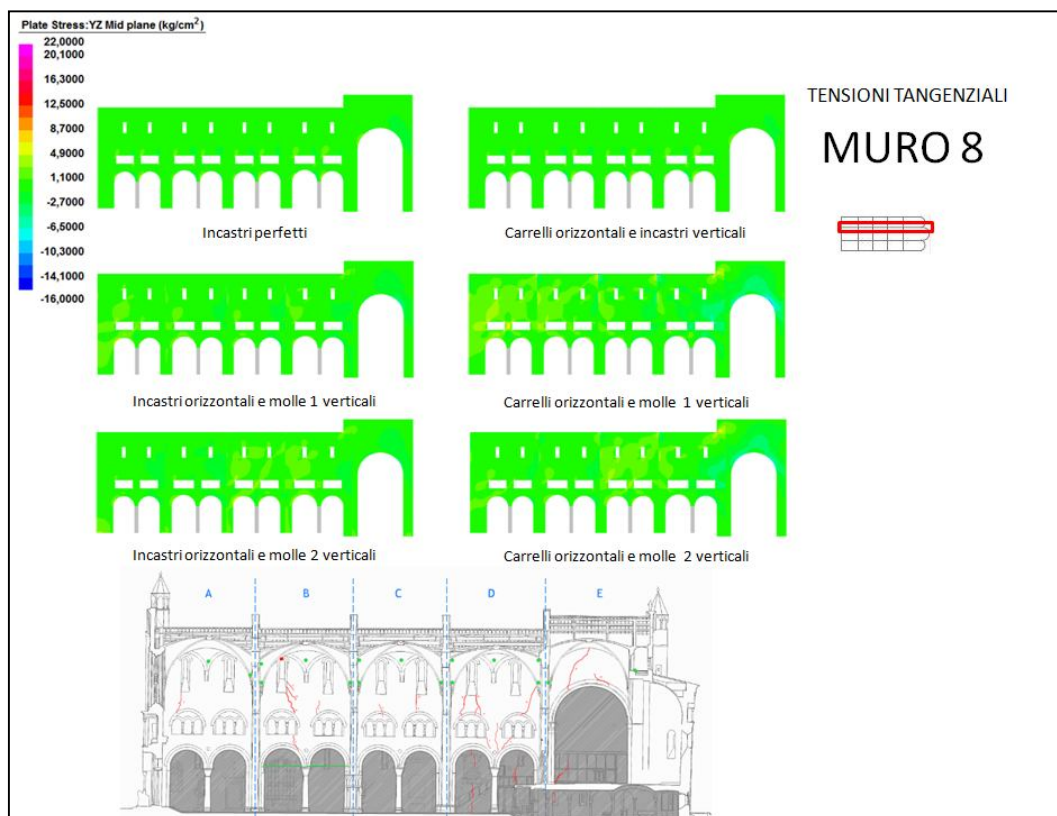 Plate Stress:YZ Mid plane (kg/cm²)
22,0000
20,1000
16,3000
12,5000
8,7000
4,9000
1,1000
-2,7000
-6,5000
-10,3000
-14,1000
-16,0000
TENSIONI TANGENZIALI
MURO 8
Incastri perfetti
Carrelli orizzontali e incastri verticali
Incastri orizzontali e molle 1 verticali
Carrelli orizzontali e molle 1 verticali
Incastri orizzontali e molle 2 verticali
Carrelli orizzontali e molle 2 verticali
A B C D E